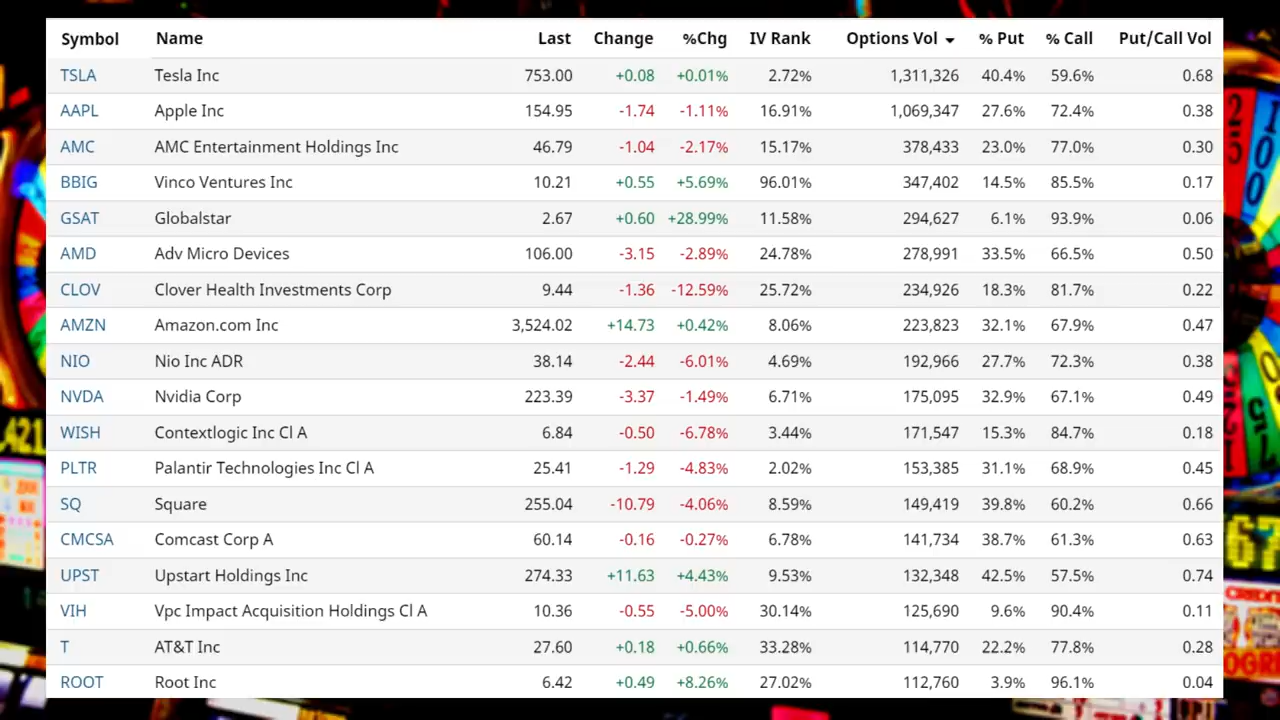 Symbol Name Last Change %Chg IV Rank Options Vol % Put % Call Put/Call Vol
TSLA Tesla Inc 753.00 +0.08 +0.01% 2.72% 1,311,326 40.4% 59.6% 0.68
AAPL Apple Inc 154.95 -1.74 -1.11% 16.91% 1,069,347 27.6% 72.4% 0.38
AMC AMC Entertainment Holdings Inc 46.79 -1.04 -2.17% 15.17% 378,433 23.0% 77.0% 0.30
BBIG Vinco Ventures Inc 10.21 +0.55 +5.69% 96.01% 347,402 14.5% 85.5% 0.17
GSAT Globalstar 2.67 +0.60 +28.99% 11.58% 294,627 6.1% 93.9% 0.06
AMD Adv Micro Devices 106.00 -3.15 -2.89% 24.78% 278,991 33.5% 66.5% 0.50
CLOV Clover Health Investments Corp 9.44 -1.36 -12.59% 25.72% 234,926 18.3% 81.7% 0.22
AMZN Amazon.com Inc 3,524.02 +14.73 +0.42% 8.06% 223,823 32.1% 67.9% 0.47
NIO Nio Inc ADR 38.14 -2.44 -6.01% 4.69% 192,966 27.7% 72.3% 0.38
NVDA Nvidia Corp 223.39 -3.37 -1.49% 6.71% 175,095 32.9% 67.1% 0.49
WISH Contextlogic Inc Cl A 6.84 -0.50 -6.78% 3.44% 171,547 15.3% 84.7% 0.18
PLTR Palantir Technologies Inc Cl A 25.41 -1.29 -4.83% 2.02% 153,385 31.1% 68.9% 0.45
SQ Square 255.04 -10.79 -4.06% 8.59% 149,419 39.8% 60.2% 0.66
CMCSA Comcast Corp A 60.14 -0.16 -0.27% 6.78% 141,734 38.7% 61.3% 0.63
UPST Upstart Holdings Inc 274.33 +11.63 +4.43% 9.53% 132,348 42.5% 57.5% 0.74
VIH Vpc Impact Acquisition Holdings Cl A 10.36 -0.55 -5.00% 30.14% 125,690 9.6% 90.4% 0.11
T AT&T Inc 27.60 +0.18 +0.66% 33.28% 114,770 22.2% 77.8% 0.28
ROOT Root Inc 6.42 +0.49 +8.26% 27.02% 112,760 3.9% 96.1% 0.04